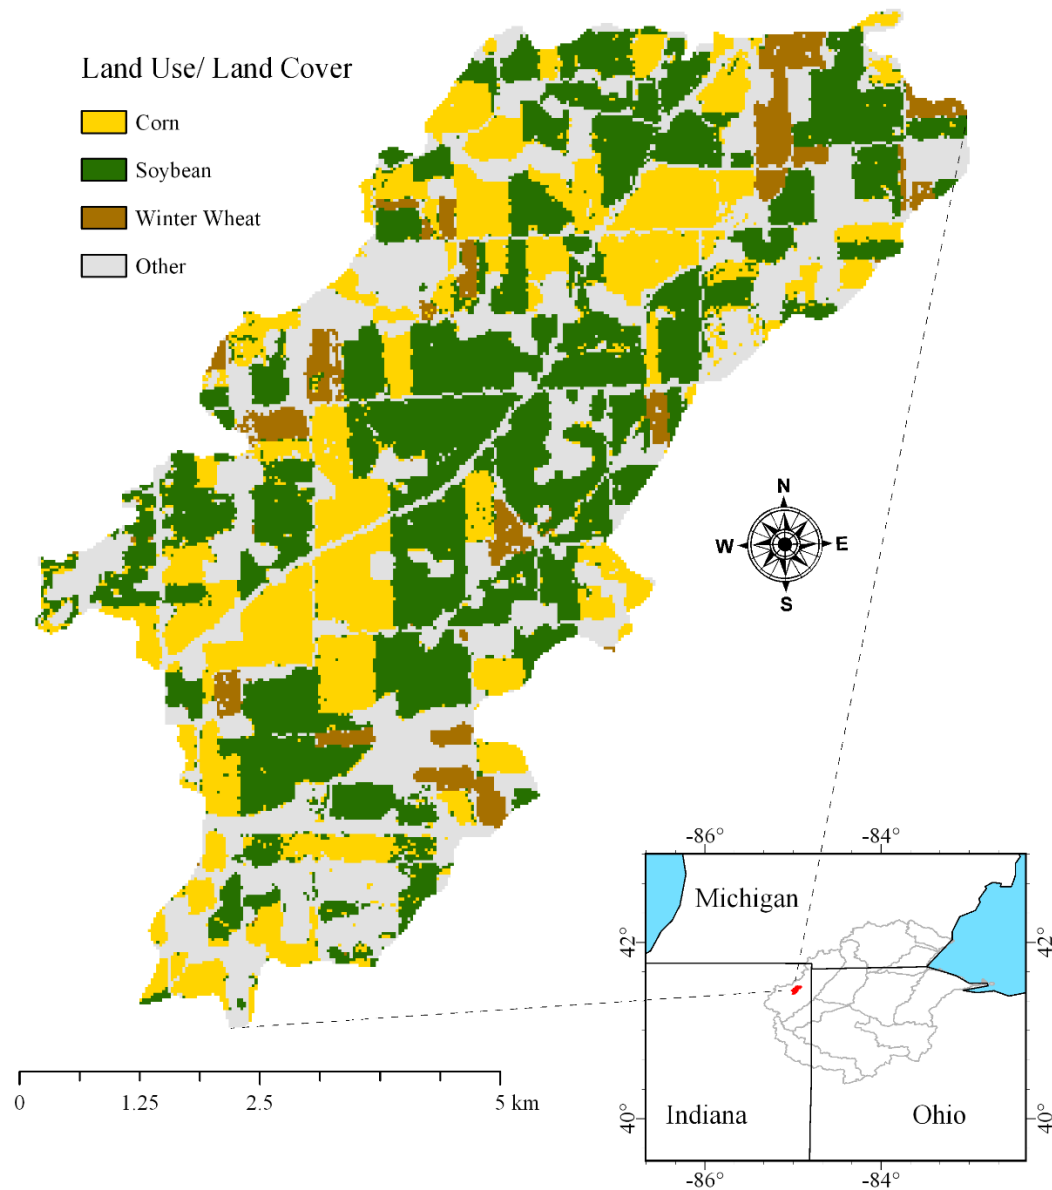 Land Use/ Land Cover
Corn
Soybean
Winter Wheat
Other
N
W E
S
-86° -84°
Michigan
42° 42°
40° Indiana Ohio 40°
-86° -84°
0 1.25 2.5 5 km